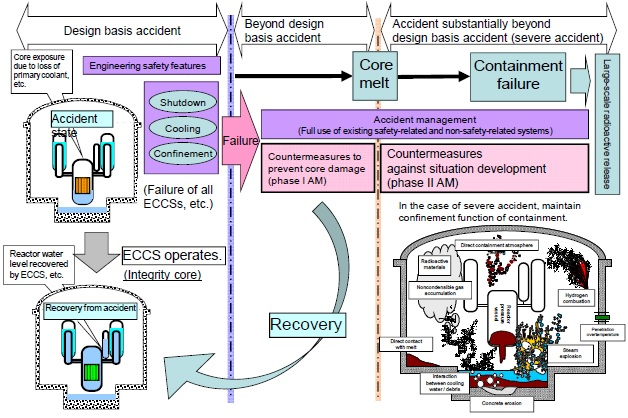 Design basis accident
Beyond design
basis accident
Accident substantially beyond
design basis accident (severe accident)
Core exposure
due to loss of
primary coolant,
etc.
Engineering safety features
Core
melt
Containment
failure
Large-scale radioactive release
Shutdown
Cooling
Confinement
Accident
state
Failure
Accident management
(Full use of existing safety-related and non-safety-related systems)
Countermeasures to
prevent core damage
(phase I AM)
Countermeasures
against situation development
(phase II AM)
(Failure of all
ECCSs, etc.)
In the case of severe accident, maintain
confinement function of containment.
Reactor water
level recovered
by ECCS, etc.
ECCS operates.
(Integrity core)
Recovery from accident
Recovery
Direct containment atmosphere
Radioactive
materials
Noncondensible gas
accumulation
Reactor
pressure
vessel
Hydrogen
combustion
Penetration
overtemperature
Direct contact
with melt
Steam
explosion
Interaction
between cooling
water / debris
Concrete erosion